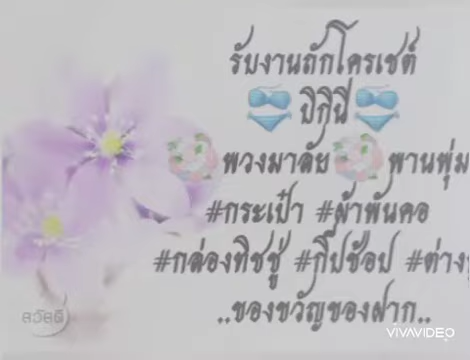 รับงานถักโครเชต์
บิกินี่
พวงมาลัย พานพุ่ม
#กระเป๋า #ผ้าพันคอ
#กล่องทิชชู่ #กิ๊ปช้อป #ต่าง
..ของขวัญของฝาก..
สวัสดี
VIVAVIDEO